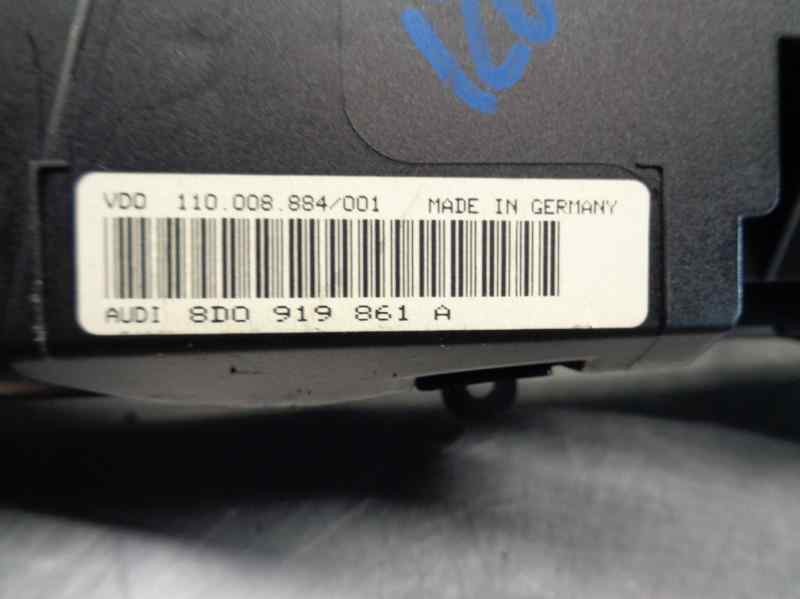 VDO 110.008.884/001 MADE IN GERMANY
AUDI 8D0 919 861 A